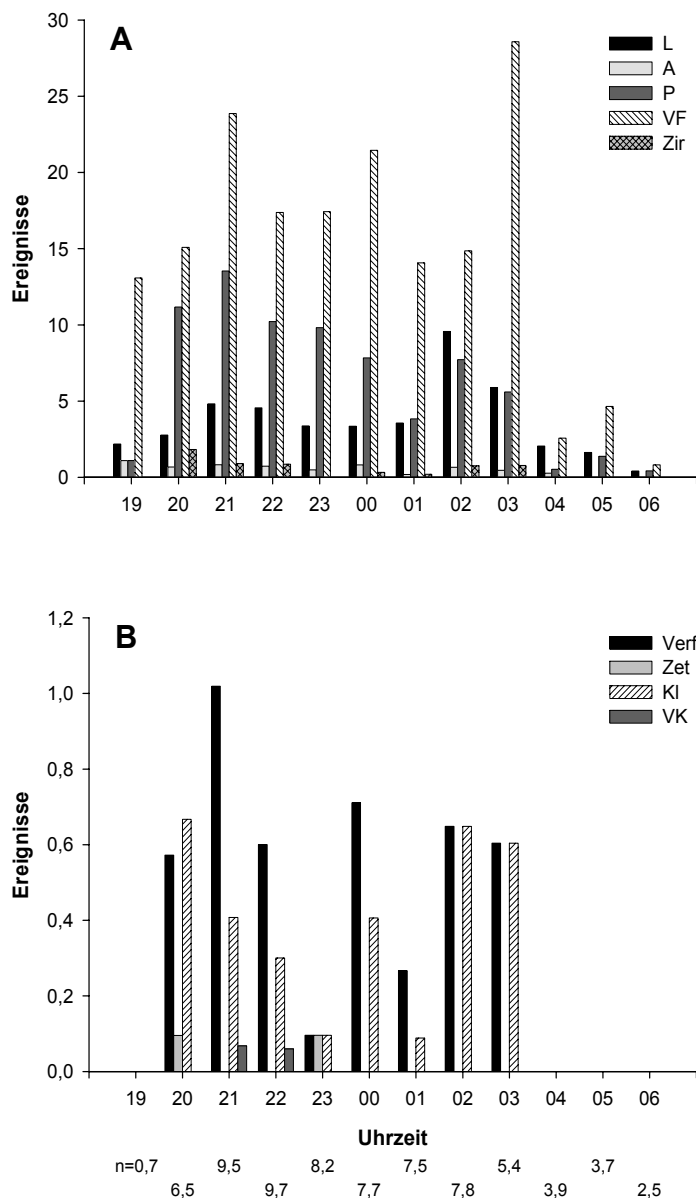 A
L
A
P
VF
Zir
30
25
20
15
10
5
0
Ereignisse
19 20 21 22 23 00 01 02 03 04 05 06
B
Verf
Zet
Kl
VK
1,2
1,0
0,8
0,6
0,4
0,2
0,0
Ereignisse
19 20 21 22 23 00 01 02 03 04 05 06
Uhrzeit
n=0,7 9,5 8,2 7,5 5,4 3,7
6,5 9,7 7,7 7,8 3,9 2,5